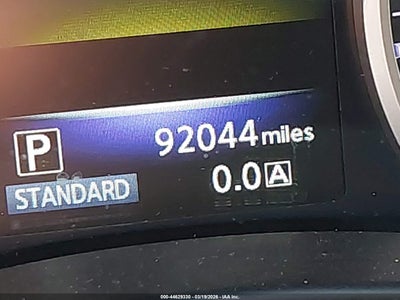 P
92044 miles
STANDARD
0.0 A
000-44629330 - 03/19/2026 - IAA Inc.